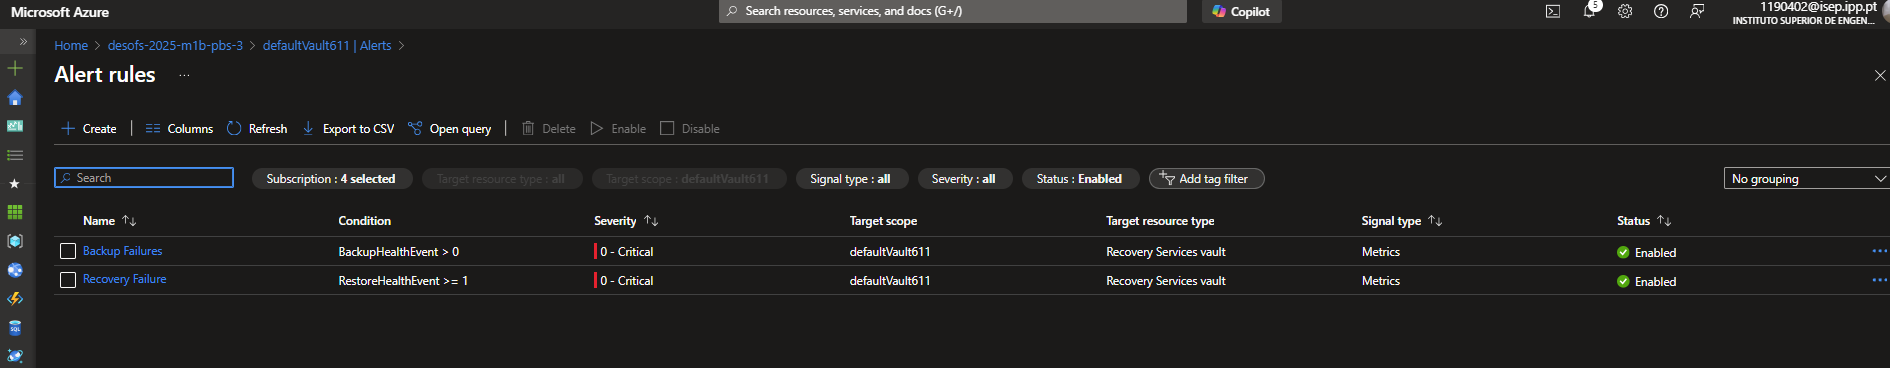 Microsoft Azure
Search resources, services, and docs (G+/)
Copilot
5
1190402@isep.ipp.pt
INSTITUTO SUPERIOR DE ENGEN...
Home > desofs-2025-m1b-pbs-3 > defaultVault611 | Alerts >
Alert rules ...
Create
Columns
Refresh
Export to CSV
Open query
Delete
Enable
Disable
Search
Subscription : 4 selected
Target resource type : all
Target scope : defaultVault611
Signal type : all
Severity : all
Status : Enabled
Add tag filter
No grouping
Name Condition Severity Target scope Target resource type Signal type Status
Backup Failures BackupHealthEvent > 0 0 - Critical defaultVault611 Recovery Services vault Metrics Enabled ...
Recovery Failure RestoreHealthEvent >= 1 0 - Critical defaultVault611 Recovery Services vault Metrics Enabled ...
SQL